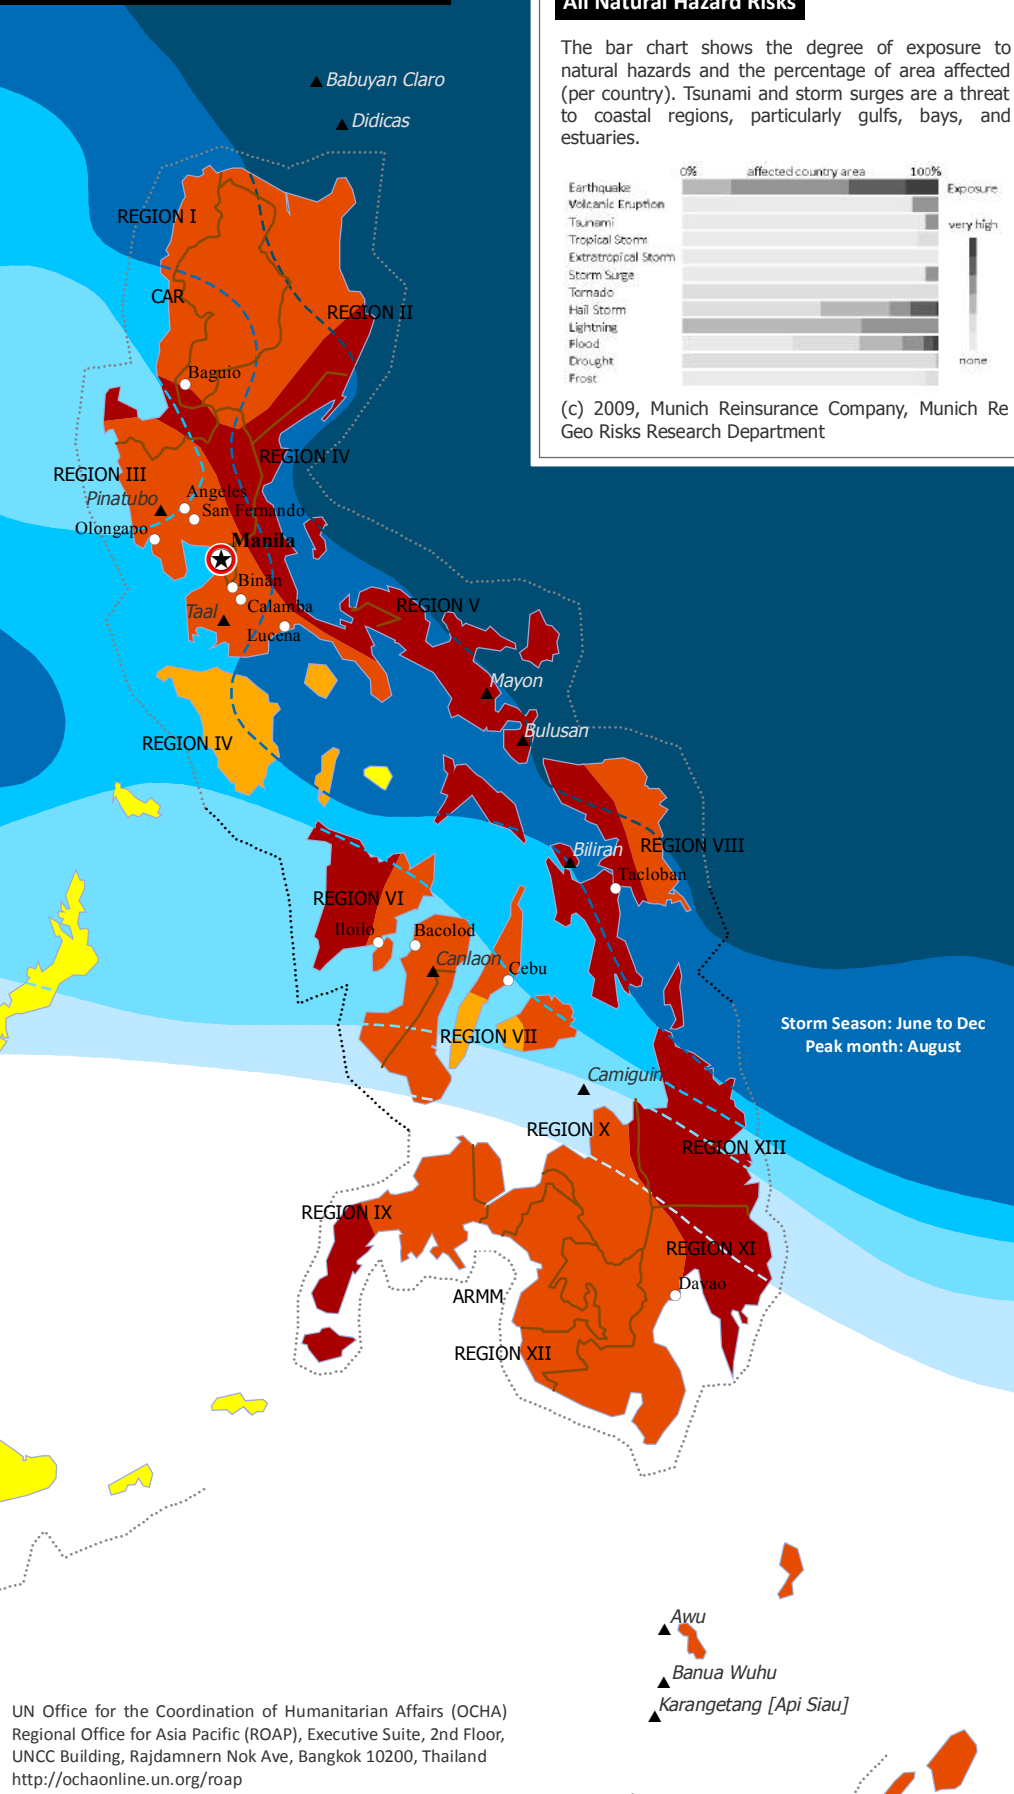 All Natural Hazard Risks
The bar chart shows the degree of exposure to
natural hazards and the percentage of area affected
(per country). Tsunami and storm surges are a threat
to coastal regions, particularly gulfs, bays, and
estuaries.
0% affected country area 100%
Earthquake
Exposure
Volcanic Eruption
Tsunami
very high
Tropical Storm
Extratropical Storm
Storm Surge
Tornado
Hail Storm
Lightning
Flood
Drought
none
Frost
(c) 2009, Munich Reinsurance Company, Munich Re
Geo Risks Research Department
Babuyan Claro
Didicas
REGION I
CAR
REGION II
Baguio
REGION IV
REGION III
Angeles
Pinatubo
San Fernando
Olongapo
Manila
Binan
Calamba
Taal
Lucena
REGION V
Mayon
Bulusan
REGION IV
Biliran
REGION VIII
Tacloban
REGION VI
Iloilo
Bacolod
Canlaon
Cebu
Storm Season: June to Dec
Peak month: August
REGION VII
Camiguin
REGION X
REGION XIII
REGION IX
REGION XI
Davao
ARMM
REGION XII
Awu
Banua Wuhu
Karangetang [Api Siau]
UN Office for the Coordination of Humanitarian Affairs (OCHA)
Regional Office for Asia Pacific (ROAP), Executive Suite, 2nd Floor,
UNCC Building, Rajdamnern Nok Ave, Bangkok 10200, Thailand
http://ochaonline.un.org/roap